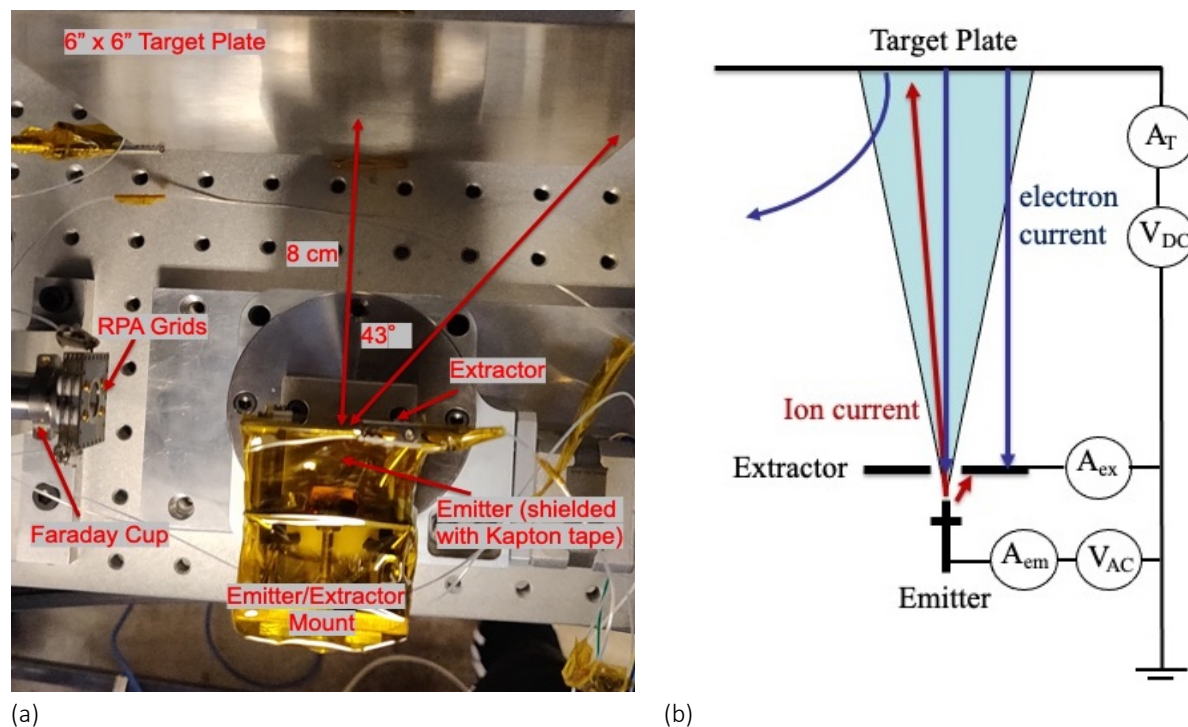 6” x 6” Target Plate
8 cm
RPA Grids
43°
Extractor
Faraday Cup
Emitter (shielded
with Kapton tape)
Emitter/Extractor
Mount
(a)
Target Plate
A_T
electron
current
V_DC
Ion current
Extractor
A_ex
A_em
V_AC
Emitter
(b)